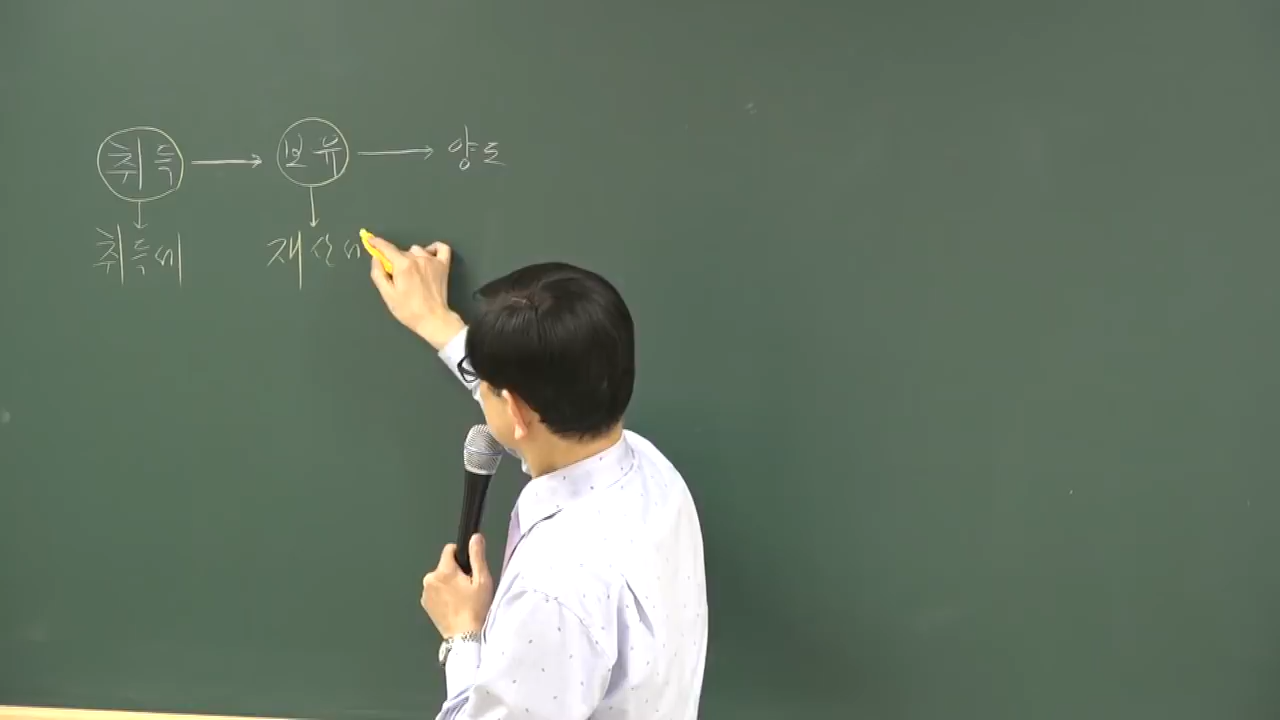 취득 → 보유 → 양도
취득세 재산세